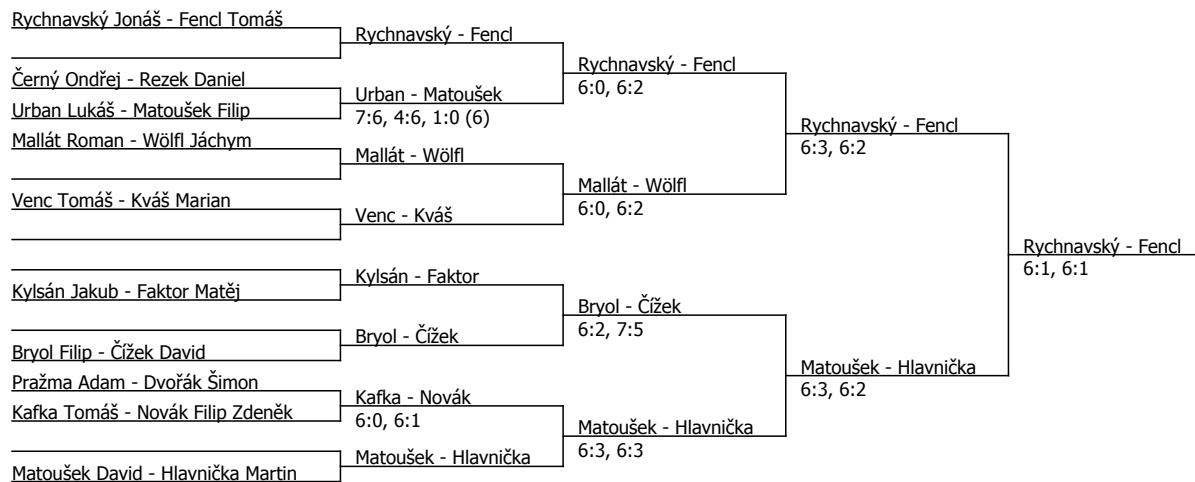 Rychnavský Jonáš - Fencl Tomáš
Černý Ondřej - Rezek Daniel
Urban Lukáš - Matoušek Filip
Mallát Roman - Wölfl Jáchym
Venc Tomáš - Kváš Marian
Kylsán Jakub - Faktor Matěj
Bryol Filip - Čížek David
Pražma Adam - Dvořák Šimon
Kafka Tomáš - Novák Filip Zdeněk
Matoušek David - Hlavnička Martin
Rychnavský - Fencl
Urban - Matoušek
7:6, 4:6, 1:0 (6)
Mallát - Wölfl
Venc - Kváš
Kylsán - Faktor
Bryol - Čížek
Kafka - Novák
6:0, 6:1
Matoušek - Hlavnička
Rychnavský - Fencl
6:0, 6:2
Mallát - Wölfl
6:0, 6:2
Bryol - Čížek
6:2, 7:5
Matoušek - Hlavnička
6:3, 6:3
Rychnavský - Fencl
6:3, 6:2
Matoušek - Hlavnička
6:3, 6:2
Rychnavský - Fencl
6:1, 6:1